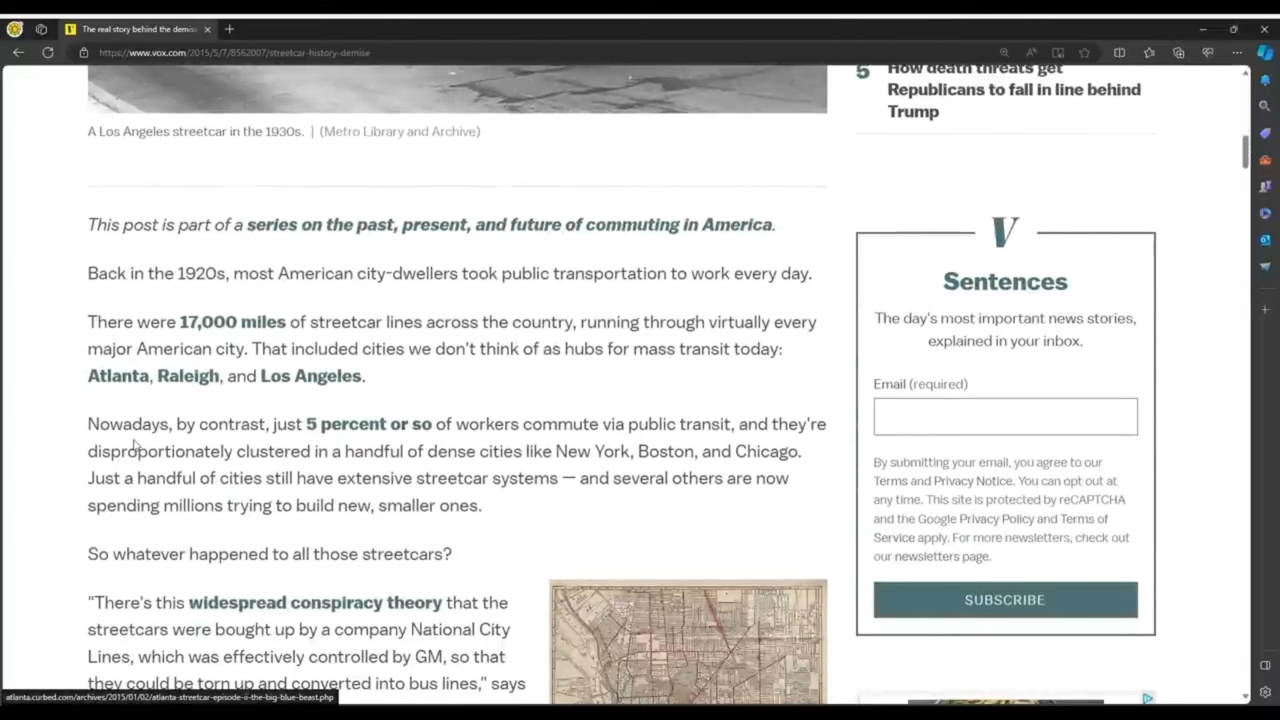 The real story behind the demis
https://www.vox.com/2015/5/7/8562007/streetcar-history-demise
5 How death threats get
Republicans to fall in line behind
Trump
A Los Angeles streetcar in the 1930s. | (Metro Library and Archive)
This post is part of a series on the past, present, and future of commuting in America.
Back in the 1920s, most American city-dwellers took public transportation to work every day.
There were 17,000 miles of streetcar lines across the country, running through virtually every
major American city. That included cities we don't think of as hubs for mass transit today:
Atlanta, Raleigh, and Los Angeles.
Nowadays, by contrast, just 5 percent or so of workers commute via public transit, and they're
disproportionately clustered in a handful of dense cities like New York, Boston, and Chicago.
Just a handful of cities still have extensive streetcar systems — and several others are now
spending millions trying to build new, smaller ones.
So whatever happened to all those streetcars?
"There's this widespread conspiracy theory that the
streetcars were bought up by a company National City
Lines, which was effectively controlled by GM, so that
they could be torn up and converted into bus lines," says
V
Sentences
The day's most important news stories,
explained in your inbox.
Email (required)
By submitting your email, you agree to our
Terms and Privacy Notice. You can opt out at
any time. This site is protected by reCAPTCHA
and the Google Privacy Policy and Terms of
Service apply. For more newsletters, check out
our newsletters page.
SUBSCRIBE
atlanta.curbed.com/archives/2015/01/02/atlanta-streetcar-episode-ii-the-big-blue-beast.php